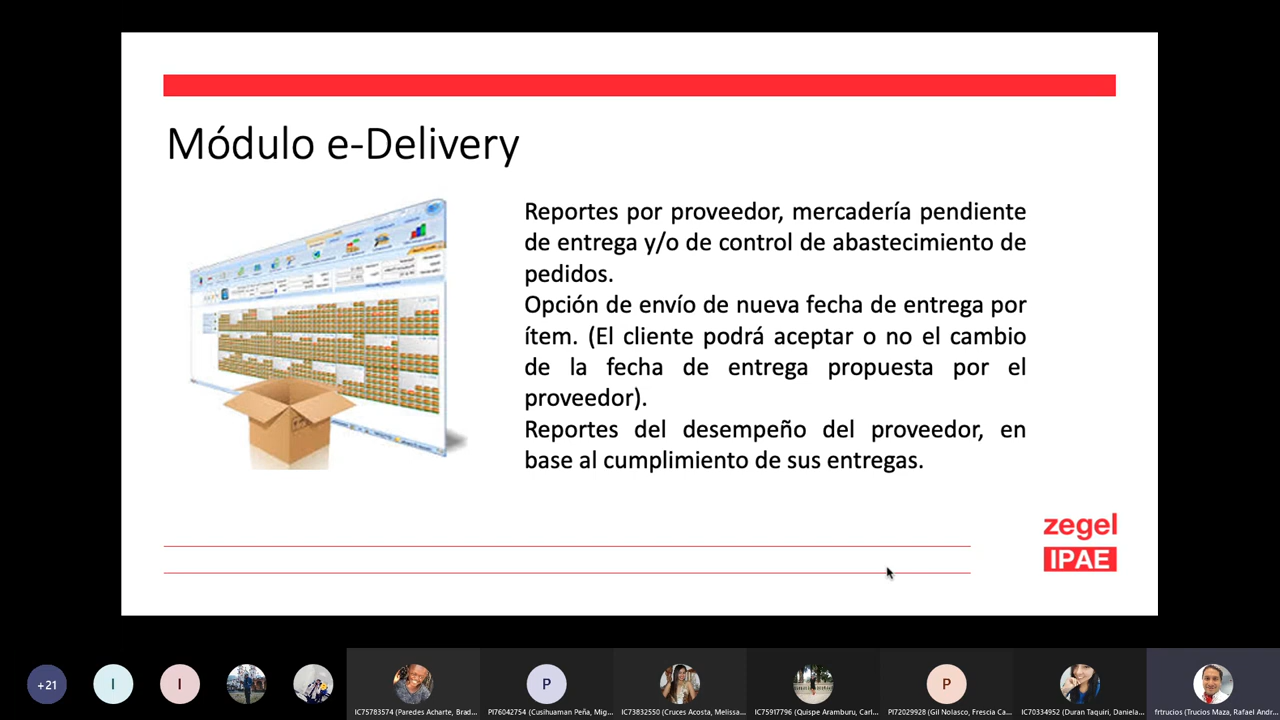 Módulo e-Delivery
Reportes por proveedor, mercadería pendiente
de entrega y/o de control de abastecimiento de
pedidos.
Opción de envío de nueva fecha de entrega por
ítem. (El cliente podrá aceptar o no el cambio
de la fecha de entrega propuesta por el
proveedor).
Reportes del desempeño del proveedor, en
base al cumplimiento de sus entregas.
zegel
IPAE
+21
I
I
P
P
IC75783574 (Paredes Acharte, Brad...
PI76042754 (Cusihuaman Peña, Mig...
IC73832550 (Cruces Acosta, Melissa...
IC75917796 (Quispe Aramburu, Carl...
PI72029928 (Gil Nolasco, Frescia Ca...
IC70334952 (Duran Taquiri, Daniela...
frtrucios (Trucios Maza, Rafael Andr...